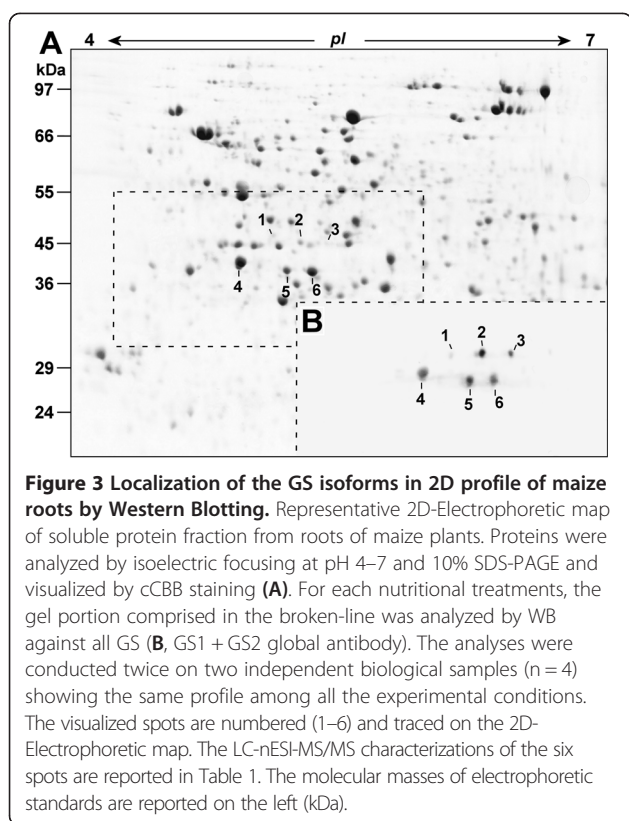 A
4 pI 7
kDa
97
66
55
45
36
29
24
1 2 3
4 5 6
B
1 2 3
4 5 6
Figure 3 Localization of the GS isoforms in 2D profile of maize
roots by Western Blotting. Representative 2D-Electrophoretic map
of soluble protein fraction from roots of maize plants. Proteins were
analyzed by isoelectric focusing at pH 4–7 and 10% SDS-PAGE and
visualized by cCBB staining (A). For each nutritional treatments, the
gel portion comprised in the broken-line was analyzed by WB
against all GS (B, GS1 + GS2 global antibody). The analyses were
conducted twice on two independent biological samples (n = 4)
showing the same profile among all the experimental conditions.
The visualized spots are numbered (1–6) and traced on the 2D-
Electrophoretic map. The LC-nESI-MS/MS characterizations of the six
spots are reported in Table 1. The molecular masses of electrophoretic
standards are reported on the left (kDa).